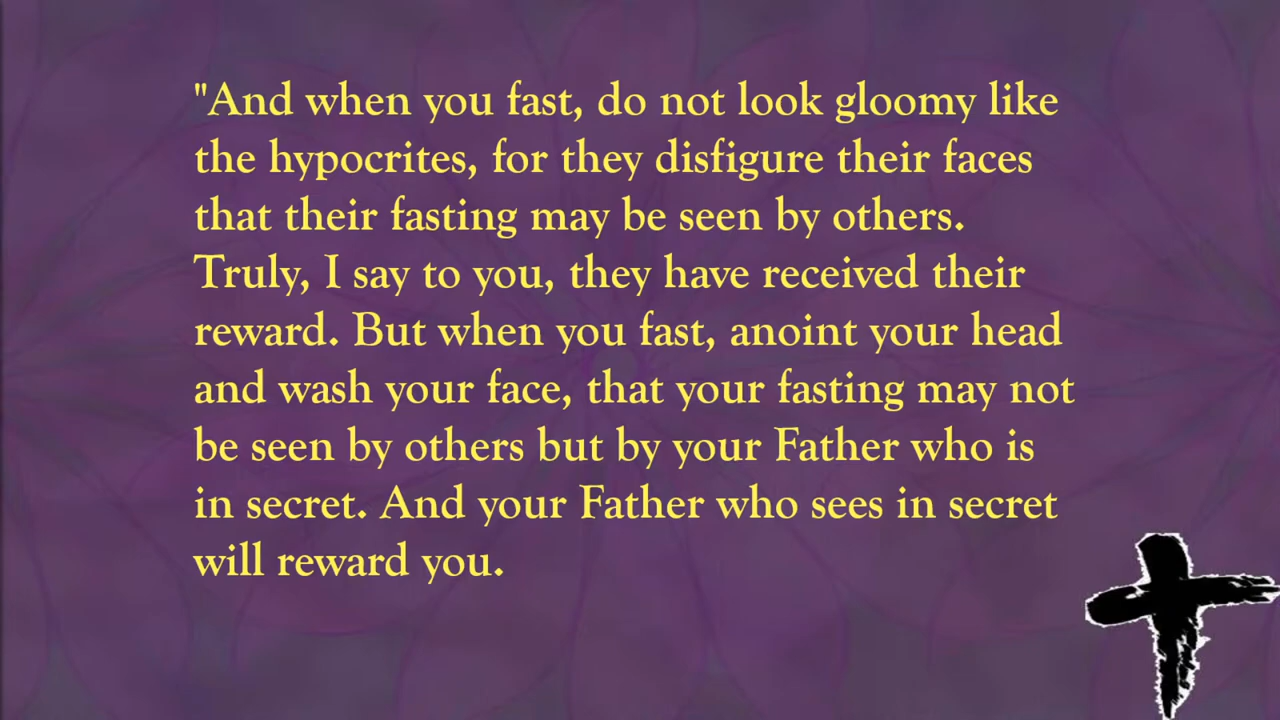 "And when you fast, do not look gloomy like
the hypocrites, for they disfigure their faces
that their fasting may be seen by others.
Truly, I say to you, they have received their
reward. But when you fast, anoint your head
and wash your face, that your fasting may not
be seen by others but by your Father who is
in secret. And your Father who sees in secret
will reward you.